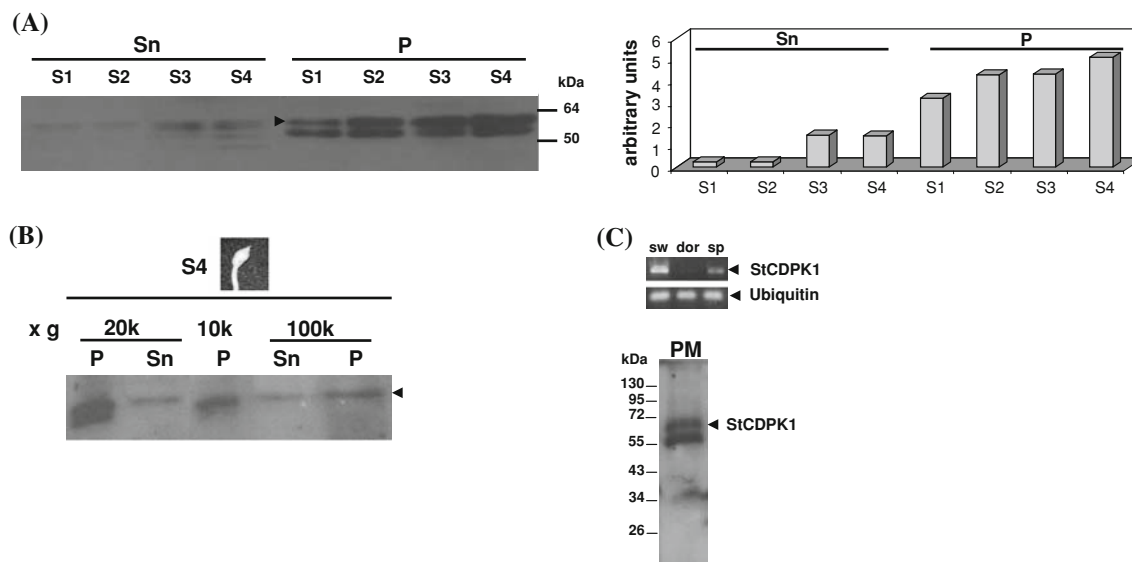 (A)
Sn
P
S1 S2 S3 S4 S1 S2 S3 S4
kDa
64
50
arbitrary units
6
5
4
3
2
1
0
Sn
P
S1 S2 S3 S4 S1 S2 S3 S4
(B)
S4
x g 20k 10k 100k
P Sn P Sn P
(C)
sw dor sp
StCDPK1
Ubiquitin
PM
kDa
130
95
72
StCDPK1
55
43
34
26